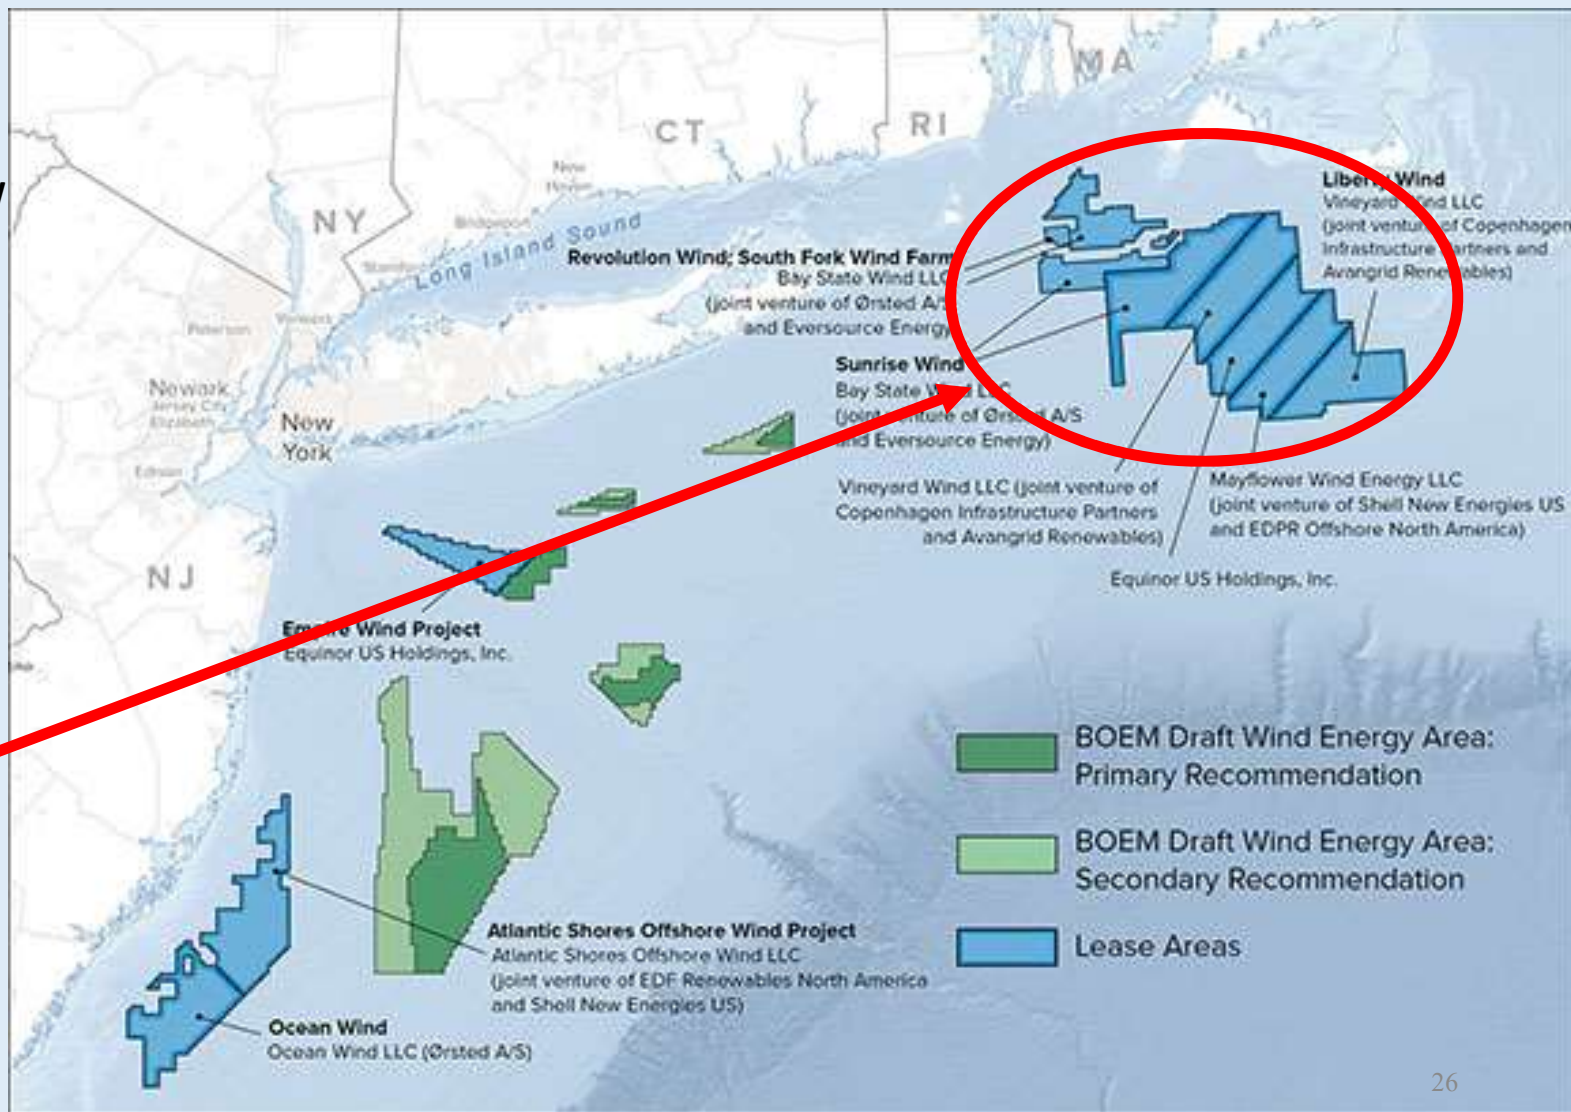 MA
CT
RI
New
Haven
NY
Bridgeport
Long Island Sound
Liberty Wind
Vineyard Wind LLC
(joint venture of Copenhagen
Infrastructure Partners and
Avangrid Renewables)
Revolution Wind; South Fork Wind Farm
Bay State Wind LLC
(joint venture of Ørsted A/S
and Eversource Energy
Yonkers
Paterson
Newark
Jersey City
Elizabeth
New
York
Edison
Sunrise Wind
Bay State Wind LLC
(joint venture of Ørsted A/S
and Eversource Energy)
Vineyard Wind LLC (joint venture of
Copenhagen Infrastructure Partners
and Avangrid Renewables)
Mayflower Wind Energy LLC
(joint venture of Shell New Energies US
and EDPR Offshore North America)
Equinor US Holdings, Inc.
NJ
Empire Wind Project
Equinor US Holdings, Inc.
BOEM Draft Wind Energy Area:
Primary Recommendation
BOEM Draft Wind Energy Area:
Secondary Recommendation
Lease Areas
Atlantic Shores Offshore Wind Project
Atlantic Shores Offshore Wind LLC
(joint venture of EDF Renewables North America
and Shell New Energies US)
Ocean Wind
Ocean Wind LLC (Ørsted A/S)
26